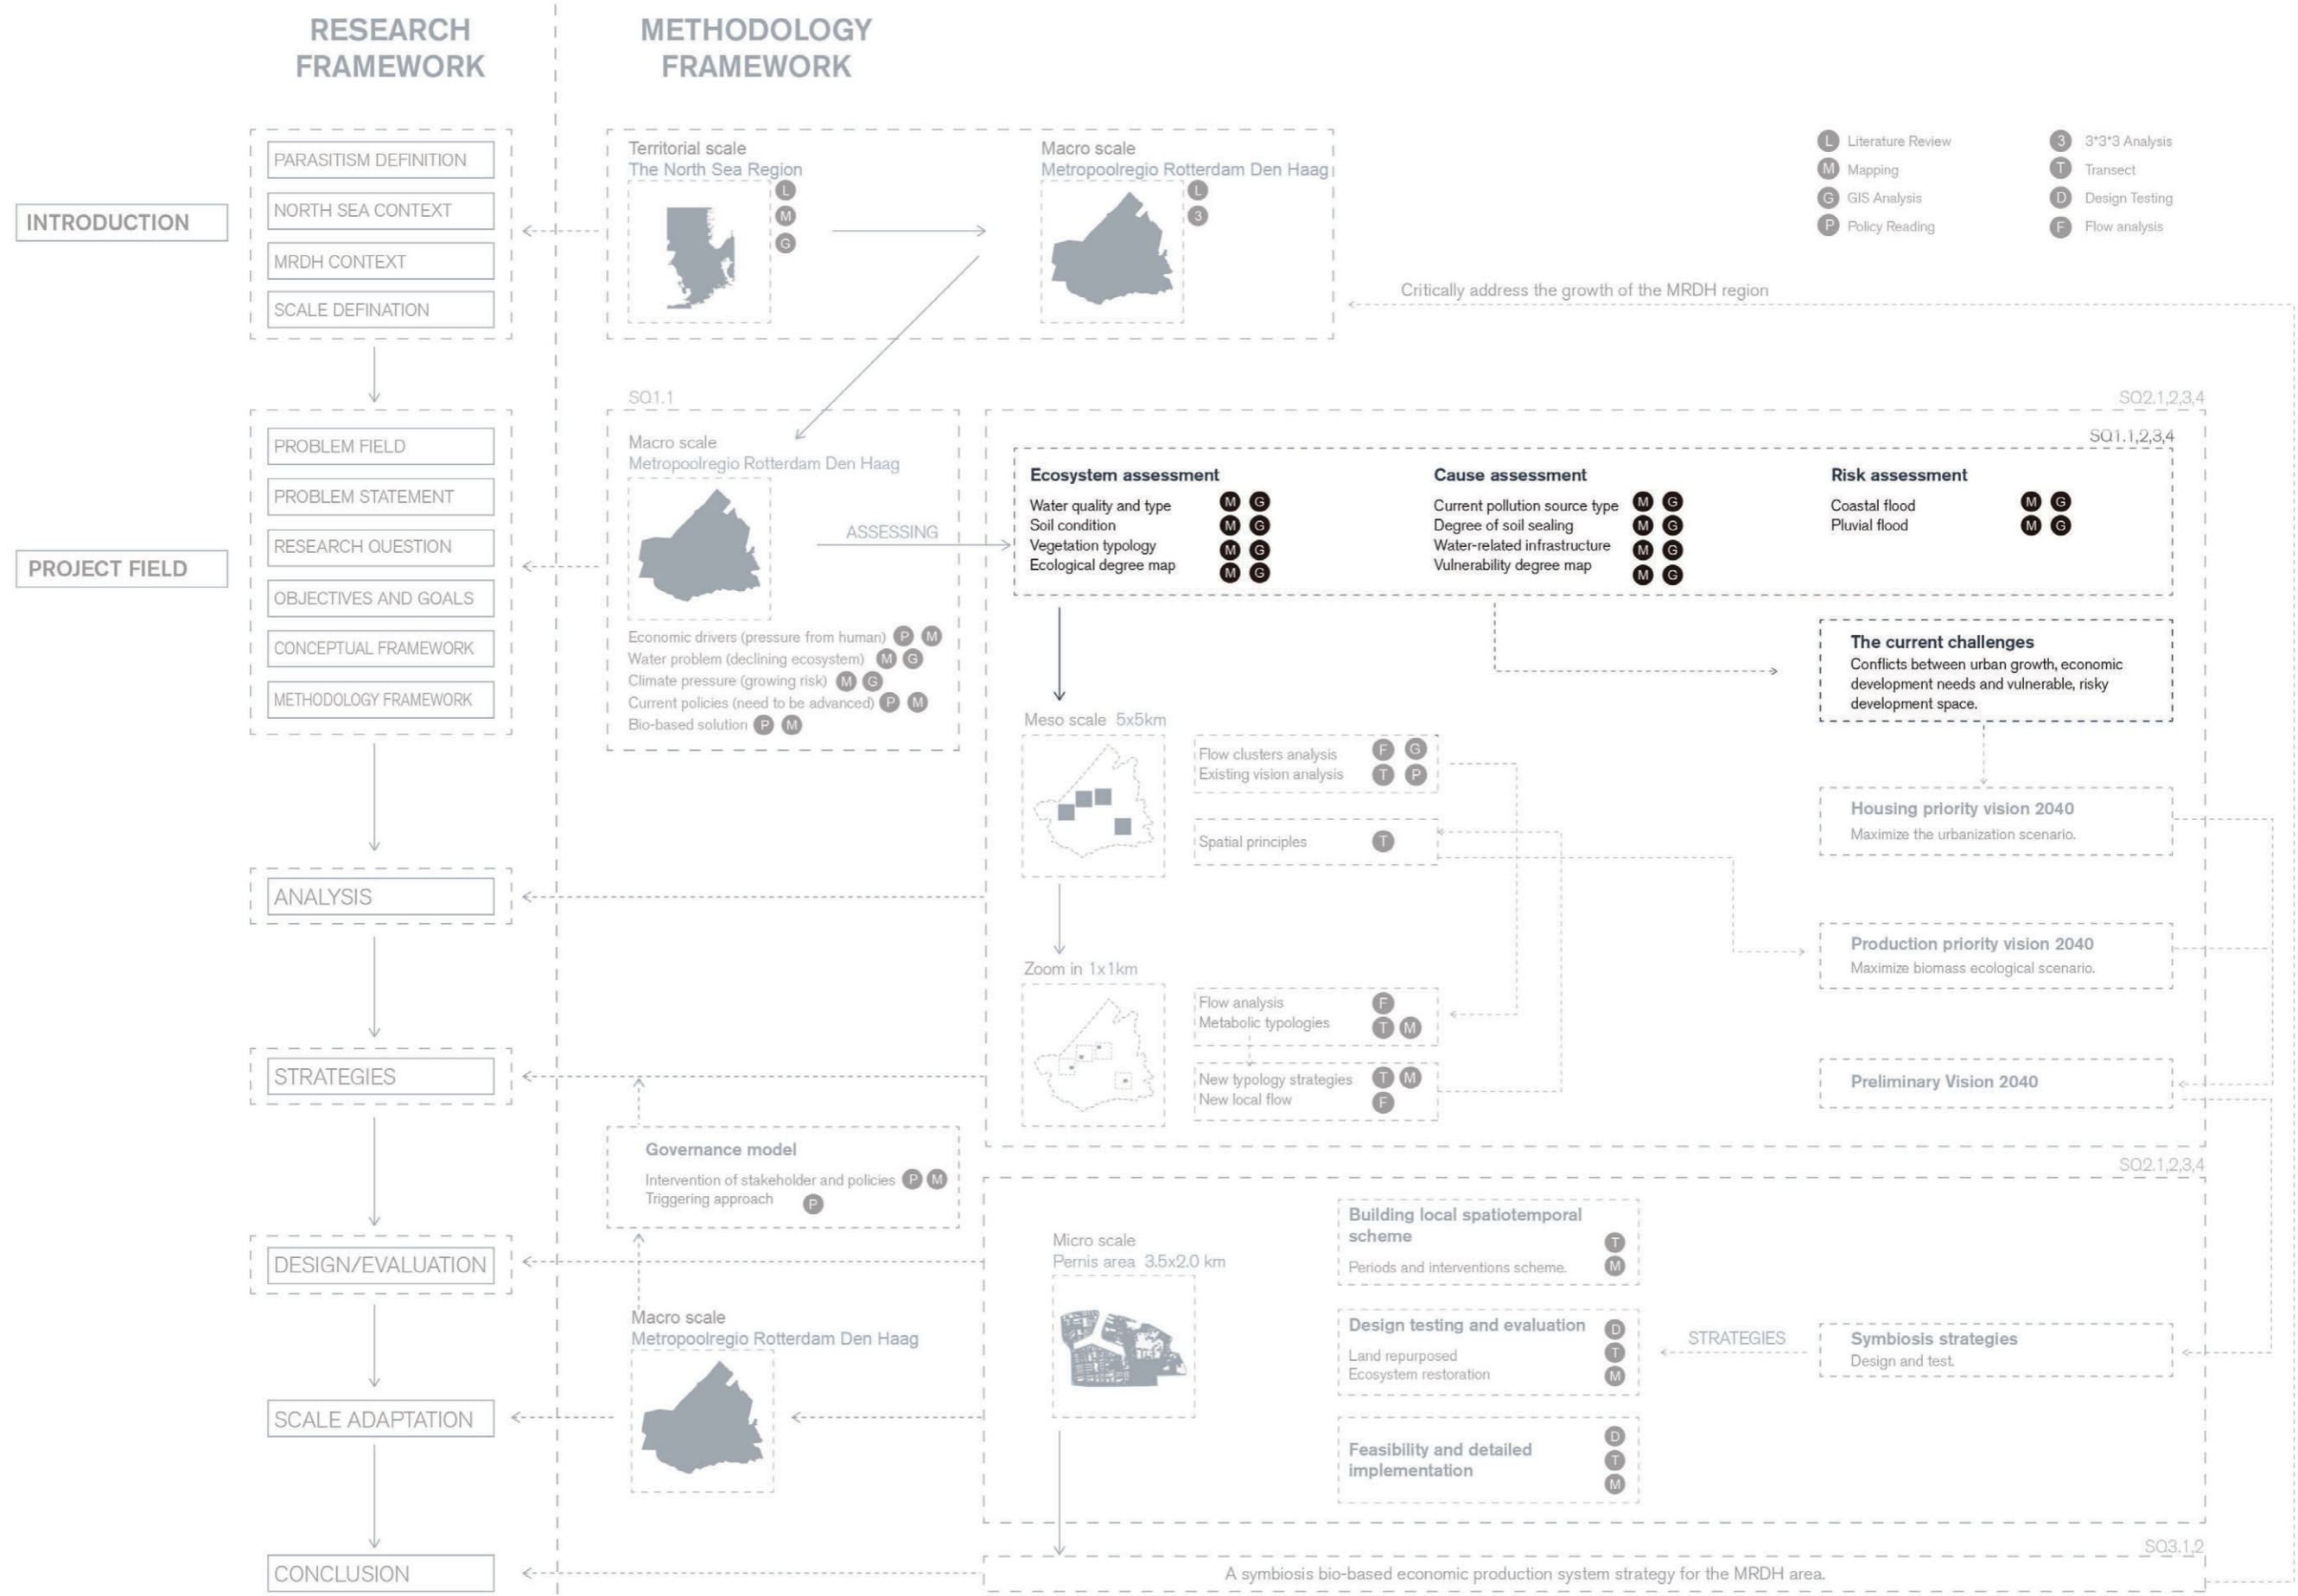 RESEARCH
FRAMEWORK
METHODOLOGY
FRAMEWORK
INTRODUCTION
PARASITISM DEFINITION
NORTH SEA CONTEXT
MRDH CONTEXT
SCALE DEFINATION
Territorial scale
The North Sea Region
L
M
G
Macro scale
Metropoolregio Rotterdam Den Haag
L
3
L Literature Review
M Mapping
G GIS Analysis
P Policy Reading
3 3*3*3 Analysis
T Transect
D Design Testing
F Flow analysis
Critically address the growth of the MRDH region
PROJECT FIELD
PROBLEM FIELD
PROBLEM STATEMENT
RESEARCH QUESTION
OBJECTIVES AND GOALS
CONCEPTUAL FRAMEWORK
METHODOLOGY FRAMEWORK
SQ1.1
Macro scale
Metropoolregio Rotterdam Den Haag
Economic drivers (pressure from human) P M
Water problem (declining ecosystem) M G
Climate pressure (growing risk) M G
Current policies (need to be advanced) P M
Bio-based solution P M
ASSESSING
SQ2.1,2,3,4
SQ1.1,2,3,4
Ecosystem assessment
Water quality and type M G
Soil condition M G
Vegetation typology M G
Ecological degree map M G
Cause assessment
Current pollution source type M G
Degree of soil sealing M G
Water-related infrastructure M G
Vulnerability degree map M G
Risk assessment
Coastal flood M G
Pluvial flood M G
The current challenges
Conflicts between urban growth, economic
development needs and vulnerable, risky
development space.
Meso scale 5x5km
Flow clusters analysis F G
Existing vision analysis T P
Spatial principles T
Housing priority vision 2040
Maximize the urbanization scenario.
ANALYSIS
Production priority vision 2040
Maximize biomass ecological scenario.
Zoom in 1x1km
Flow analysis F
Metabolic typologies T M
New typology strategies T M
New local flow F
Preliminary Vision 2040
STRATEGIES
Governance model
Intervention of stakeholder and policies P M
Triggering approach P
SQ2.1,2,3,4
DESIGN/EVALUATION
Micro scale
Pernis area 3.5x2.0 km
Building local spatiotemporal
scheme T
Periods and interventions scheme. M
Macro scale
Metropoolregio Rotterdam Den Haag
Design testing and evaluation D
Land repurposed T
Ecosystem restoration M
STRATEGIES
Symbiosis strategies
Design and test.
SCALE ADAPTATION
Feasibility and detailed
implementation
D
T
M
SQ3.1,2
CONCLUSION
A symbiosis bio-based economic production system strategy for the MRDH area.